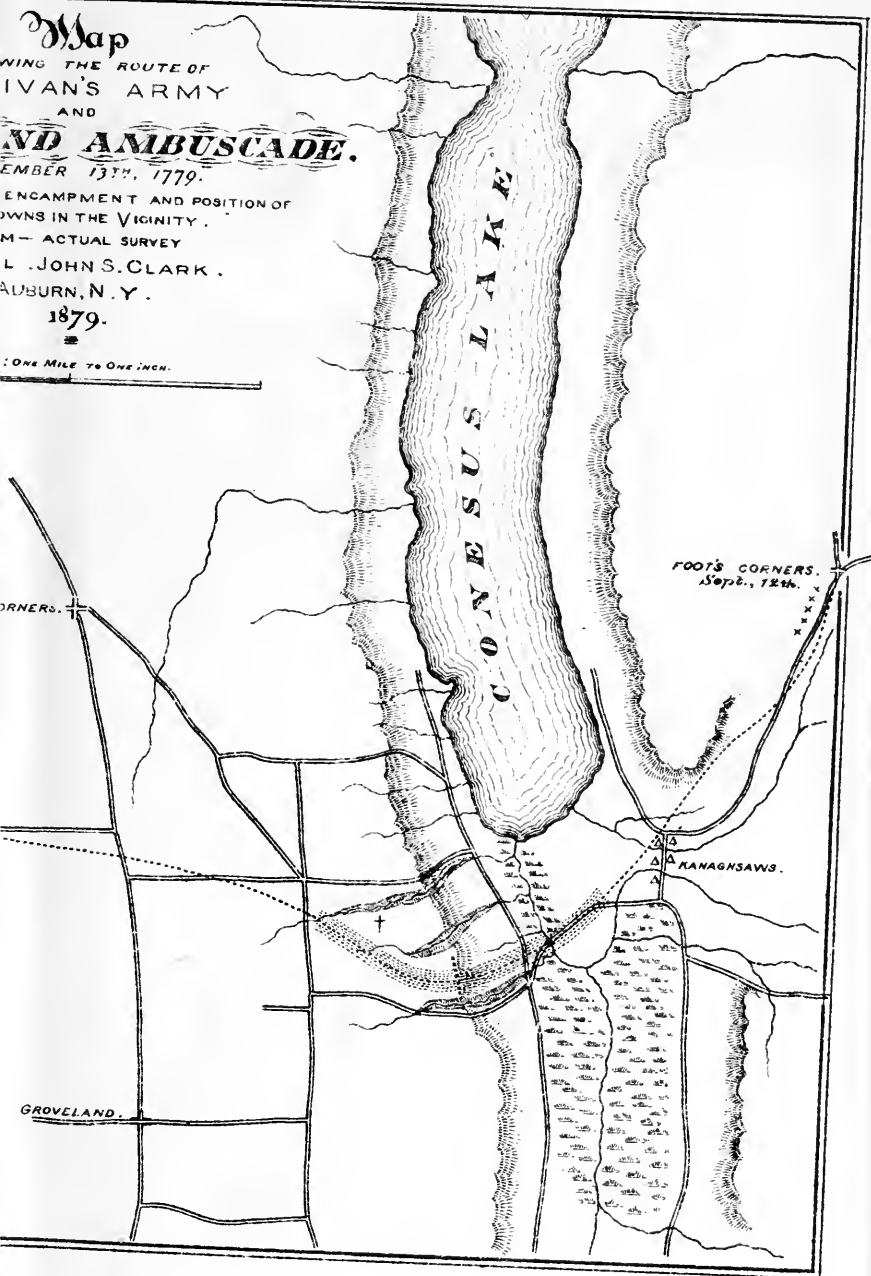 Map
WING THE ROUTE OF
IVAN'S ARMY
AND
ND AMBUSCADE.
EMBER 13TH, 1779.
ENCAMPMENT AND POSITION OF
OWNS IN THE VICINITY.
M— ACTUAL SURVEY
L. JOHN S. CLARK.
AUBURN, N.Y.
1879.
: ONE MILE TO ONE INCH.
CONESUS LAKE
FOOT'S CORNERS.
Sept., 12th.
ORNERS.
KANAGHSAWS.
GROVELAND.